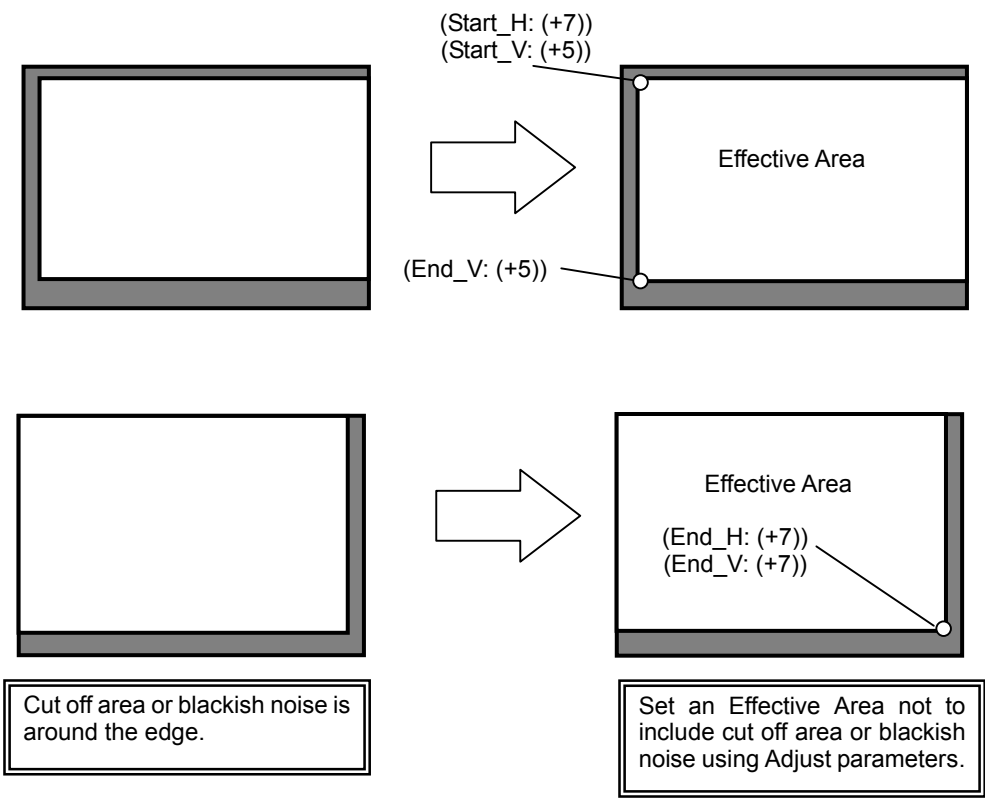 (Start_H: (+7))
(Start_V: (+5))
Effective Area
(End_V: (+5))
Effective Area
(End_H: (+7))
(End_V: (+7))
Cut off area or blackish noise is
around the edge.
Set an Effective Area not to
include cut off area or blackish
noise using Adjust parameters.